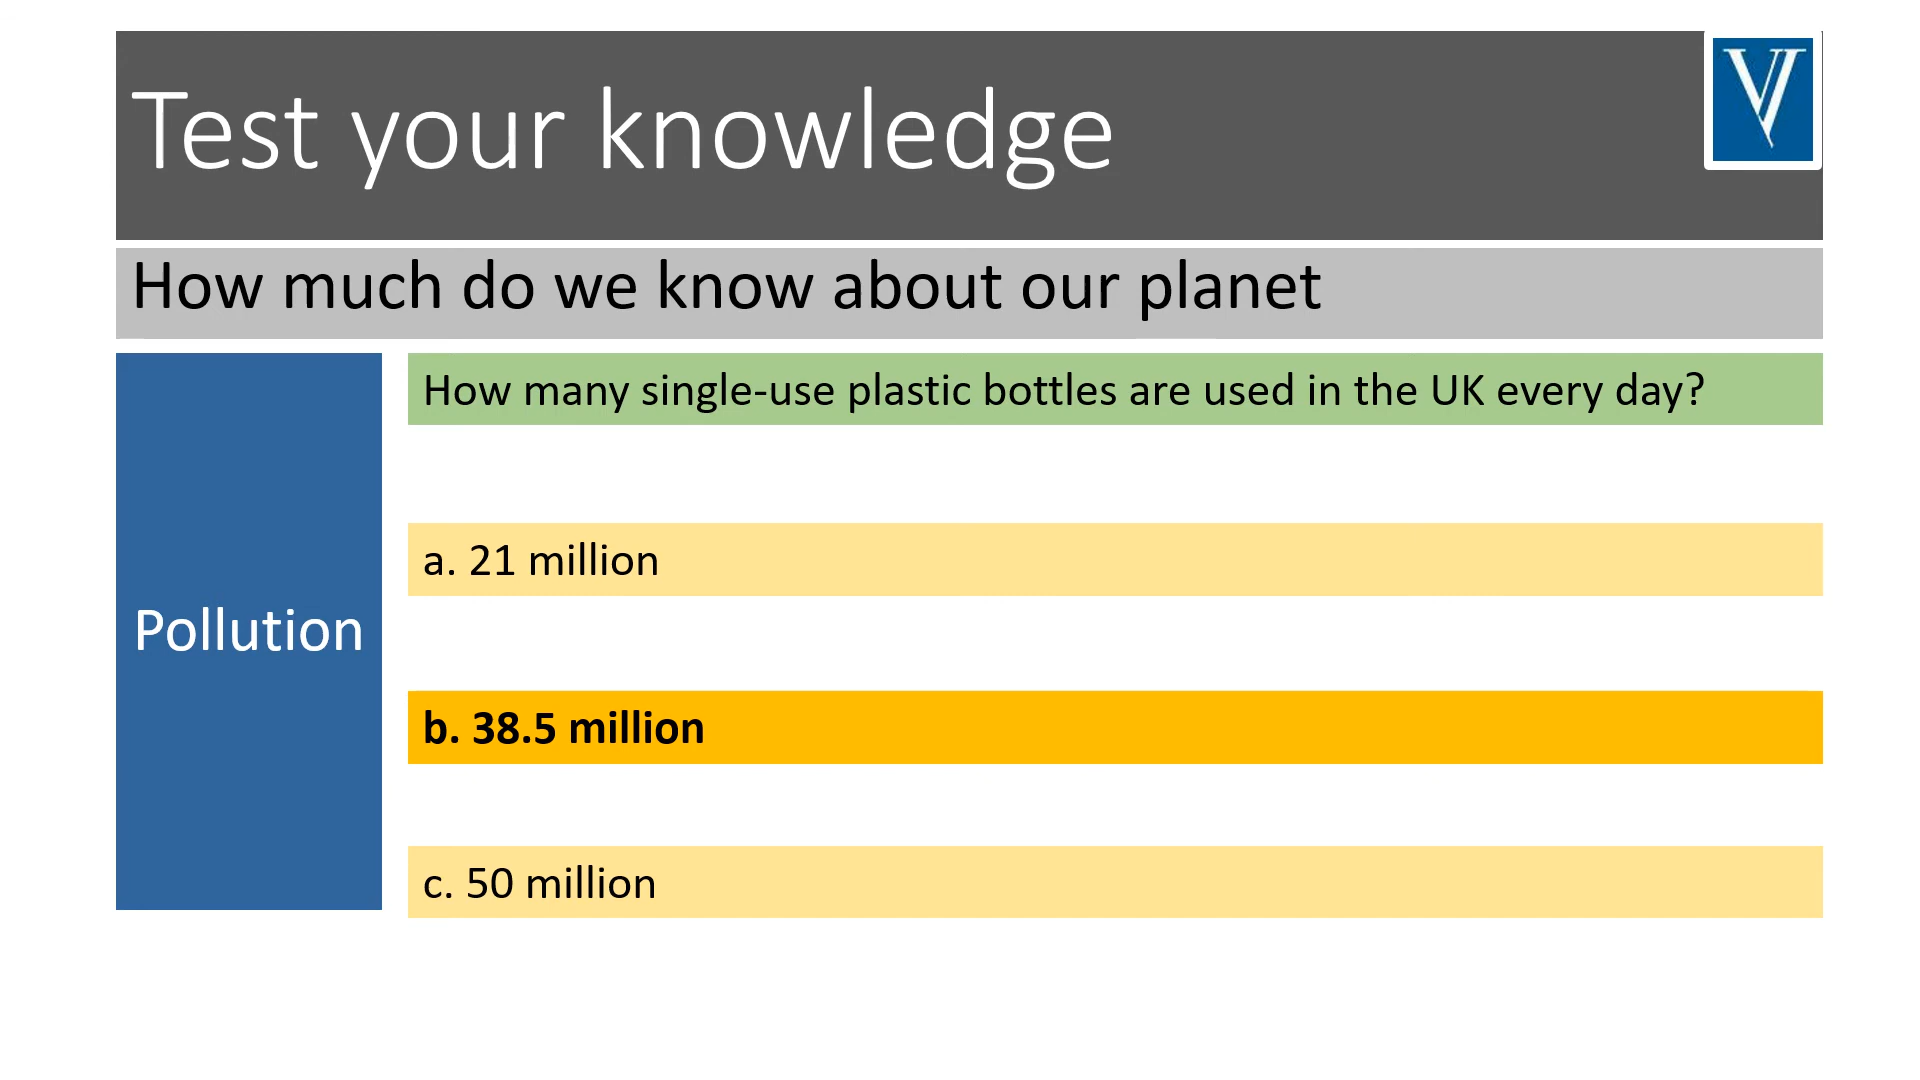 Test your knowledge
How much do we know about our planet
Pollution
How many single-use plastic bottles are used in the UK every day?
a. 21 million
b. 38.5 million
c. 50 million